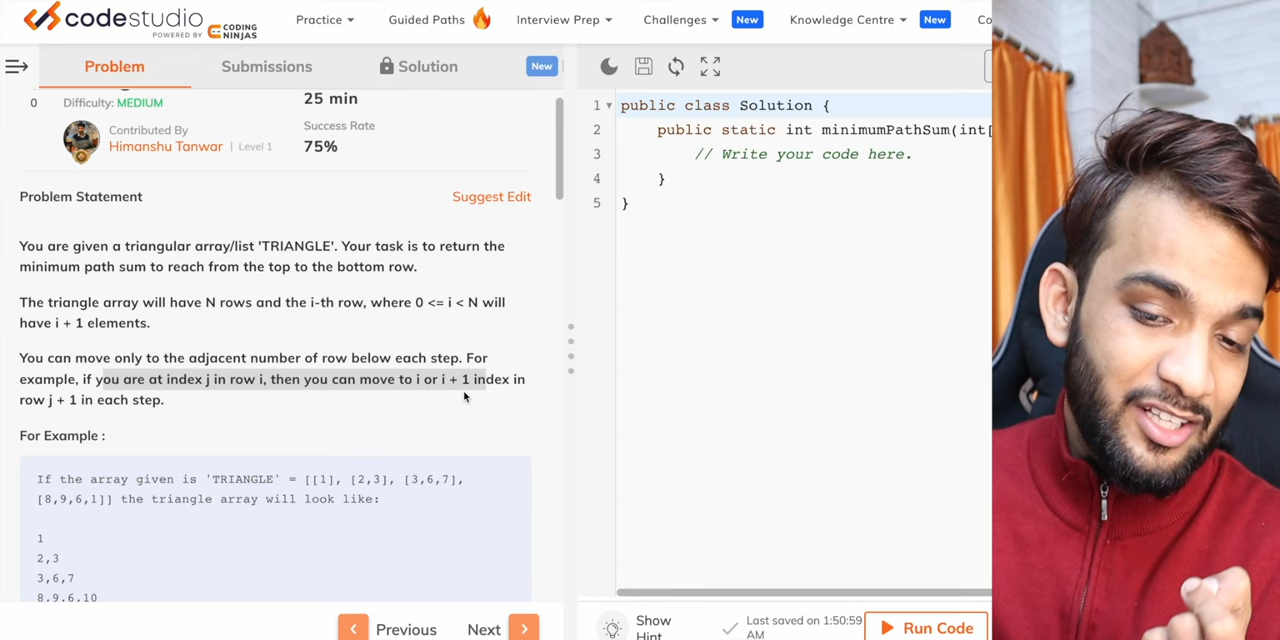 codestudio
POWERED BY CODING NINJAS
Practice
Guided Paths
Interview Prep
Challenges
New
Knowledge Centre
New
Co
Problem
Submissions
Solution
New
0
Difficulty: MEDIUM
25 min
Contributed By
Himanshu Tanwar | Level 1
Success Rate
75%
Problem Statement
Suggest Edit
You are given a triangular array/list 'TRIANGLE'. Your task is to return the
minimum path sum to reach from the top to the bottom row.
The triangle array will have N rows and the i-th row, where 0 <= i < N will
have i + 1 elements.
You can move only to the adjacent number of row below each step. For
example, if you are at index j in row i, then you can move to i or i + 1 index in
row j + 1 in each step.
For Example :
If the array given is 'TRIANGLE' = [[1], [2,3], [3,6,7],
[8,9,6,1]] the triangle array will look like:
1
2,3
3,6,7
8,9,6,10
Previous
Next
1 public class Solution {
2 public static int minimumPathSum(int[
3 // Write your code here.
4 }
5 }
Show
Hint
Last saved on 1:50:59
AM
Run Code